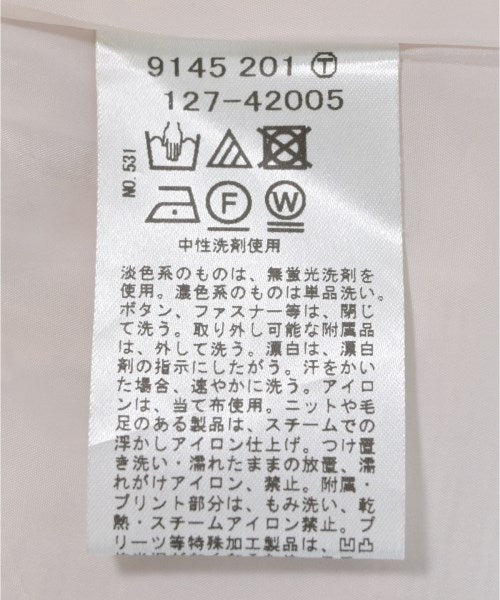 9145 201 Ⓣ
127-42005
NO. 531
F W
中性洗剤使用
淡色系のものは、無蛍光洗剤を
使用。濃色系のものは単品洗い。
ボタン、ファスナー等は、閉じ
て洗う。取り外し可能な附属品
は、外して洗う。漂白は、漂白
剤の指示にしたがう。汗をかい
た場合、速やかに洗う。アイロ
ンは、当て布使用。ニットや毛
足のある製品は、スチームでの
浮かしアイロン仕上げ。つけ置
き洗い・濡れたままの放置、濡
れがけアイロン、禁止。附属・
プリント部分は、もみ洗い、乾
熱・スチームアイロン禁止。プ
リーツ等特殊加工製品は、凹凸